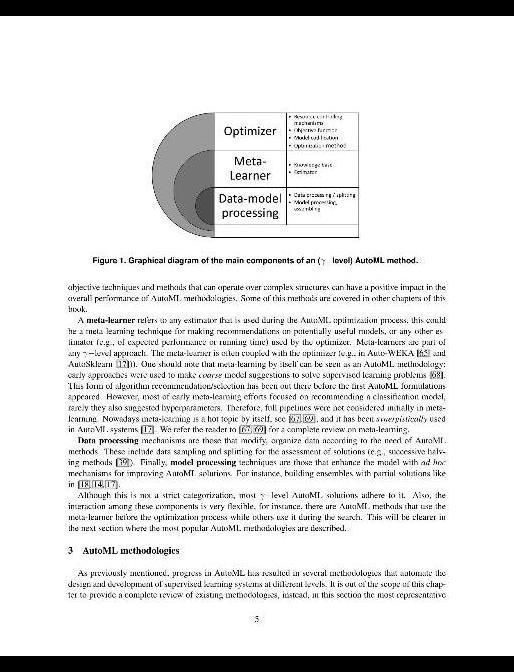 Optimizer
• Resource controlling
mechanisms
• Objective function
• Model codification
• Optimization method
Meta-
Learner
• Knowledge base
• Estimator
Data-model
processing
• Data processing / splitting
• Model processing,
assembling
Figure 1. Graphical diagram of the main components of an (γ−level) AutoML method.
objective techniques and methods that can operate over complex structures can have a positive impact in the
overall performance of AutoML methodologies. Some of this methods are covered in other chapters of this
book.
A meta-learner refers to any estimator that is used during the AutoML optimization process, this could
be a meta learning technique for making recommendations on potentially useful models, or any other es-
timator (e.g., of expected performance or running time) used by the optimizer. Meta-learners are part of
any γ−level approach. The meta-learner is often coupled with the optimizer (e.g., in Auto-WEKA [65] and
AutoSklearn [17])). One should note that meta-learning by itself can be seen as an AutoML methodology:
early approaches were used to make coarse model suggestions to solve supervised learning problems [68].
This form of algorithm recommendation/selection has been out there before the first AutoML formulations
appeared. However, most of early meta-learning efforts focused on recommending a classification model,
rarely they also suggested hyperparameters. Therefore, full pipelines were not considered initially in meta-
learning. Nowadays meta-learning is a hot topic by itself, see [67, 69], and it has been synergistically used
in AutoML systems [17]. We refer the reader to [67, 69] for a complete review on meta-learning.
Data processing mechanisms are those that modify, organize data according to the need of AutoML
methods. These include data sampling and splitting for the assessment of solutions (e.g., successive halv-
ing methods [39]). Finally, model processing techniques are those that enhance the model with ad hoc
mechanisms for improving AutoML solutions. For instance, building ensembles with partial solutions like
in [18, 14, 17].
Although this is not a strict categorization, most γ−level AutoML solutions adhere to it. Also, the
interaction among these components is very flexible, for instance, there are AutoML methods that use the
meta-learner before the optimization process while others use it during the search. This will be clearer in
the next section where the most popular AutoML methodologies are described.
3 AutoML methodologies
As previously mentioned, progress in AutoML has resulted in several methodologies that automate the
design and development of supervised learning systems at different levels. It is out of the scope of this chap-
ter to provide a complete review of existing methodologies, instead, in this section the most representative
5